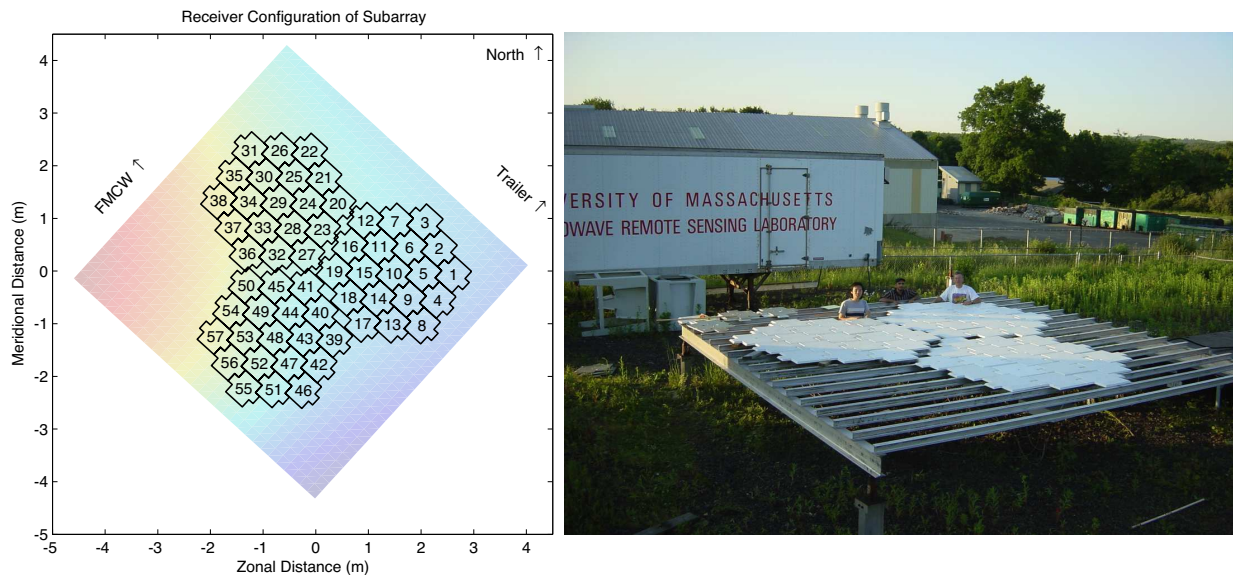 Receiver Configuration of Subarray
North ↑
FMCW ↑
Trailer ↑
4
3
2
1
0
-1
-2
-3
-4
-5
Meridional Distance (m)
-5 -4 -3 -2 -1 0 1 2 3 4
Zonal Distance (m)
31 26 22
35 30 25 21
38 34 29 24 20
37 33 28 23
36 32 27
12 7 3
16 11 6 2
19 15 10 5 1
18 14 9 4
17 13 8
50 45 41
54 49 44 40
57 53 48 43 39
56 52 47 42
55 51 46
VERSITY OF MASSACHUSETTS
OWAVE REMOTE SENSING LABORATORY